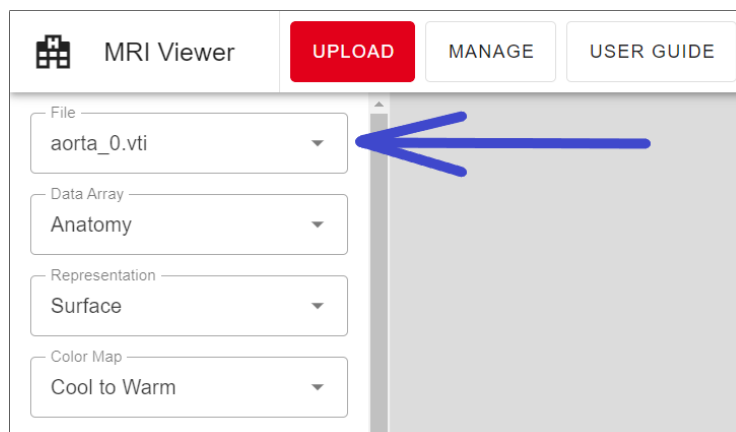 MRI Viewer
UPLOAD
MANAGE
USER GUIDE
File
aorta_0.vti
Data Array
Anatomy
Representation
Surface
Color Map
Cool to Warm